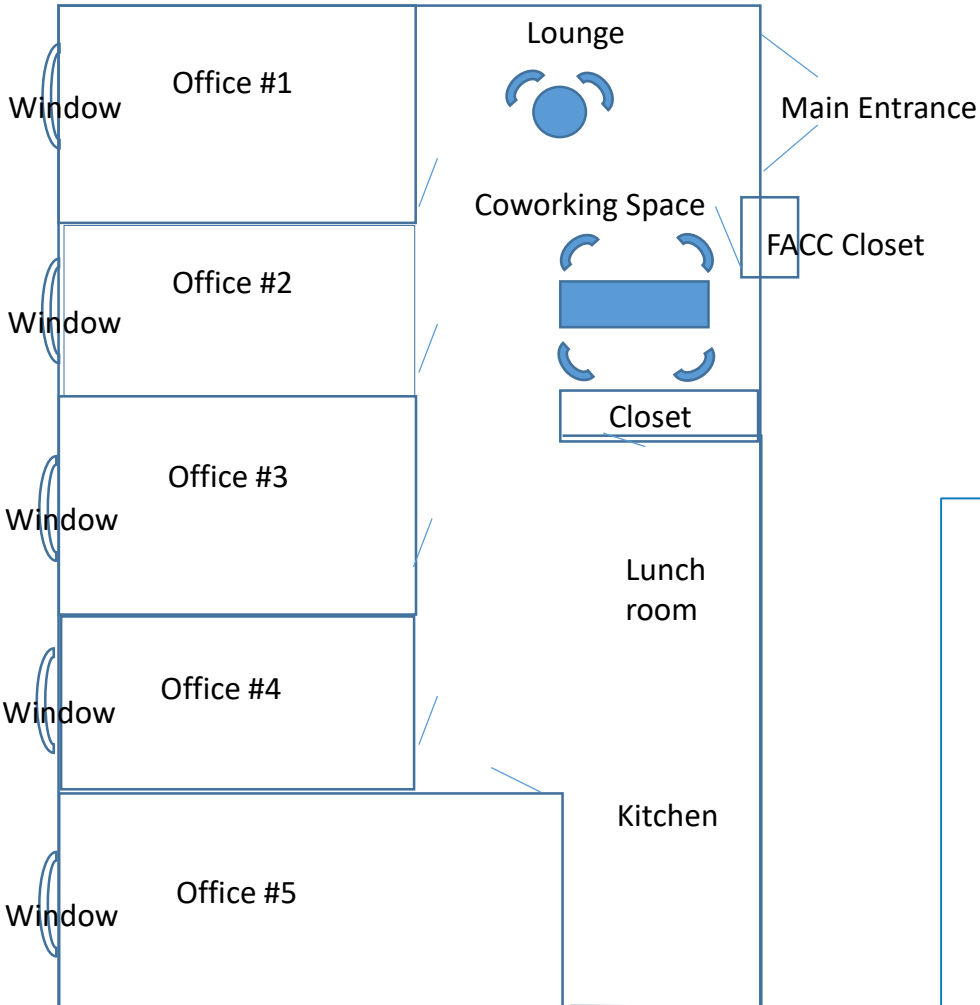 Lounge
Office #1
Window
Main Entrance
Coworking Space
FACC Closet
Office #2
Window
Closet
Office #3
Window
Lunch
room
Office #4
Window
Kitchen
Office #5
Window